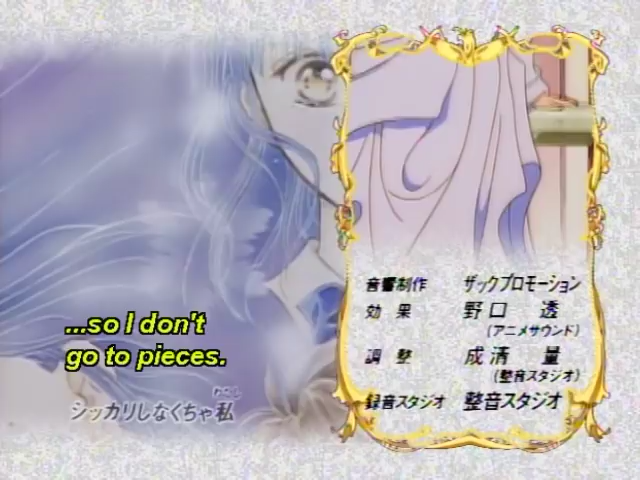 ...so I don't
go to pieces.
わたし
シッカリしなくちゃ私
音響制作 ザックプロモーション
効果 野口 透
(アニメサウンド)
調整 成清 量
(整音スタジオ)
録音スタジオ 整音スタジオ